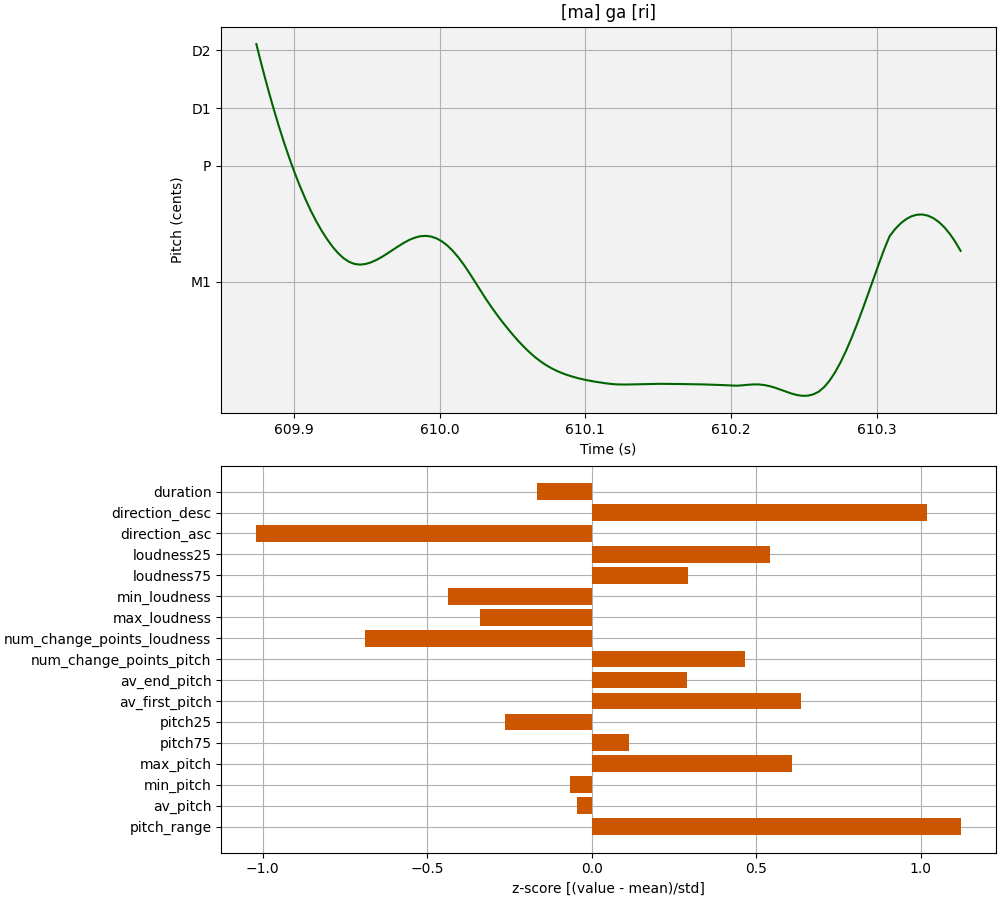 [ma] ga [ri]
D2
D1
P
M1
Pitch (cents)
609.9 610.0 610.1 610.2 610.3
Time (s)
duration
direction_desc
direction_asc
loudness25
loudness75
min_loudness
max_loudness
num_change_points_loudness
num_change_points_pitch
av_end_pitch
av_first_pitch
pitch25
pitch75
max_pitch
min_pitch
av_pitch
pitch_range
−1.0 −0.5 0.0 0.5 1.0
z-score [(value - mean)/std]